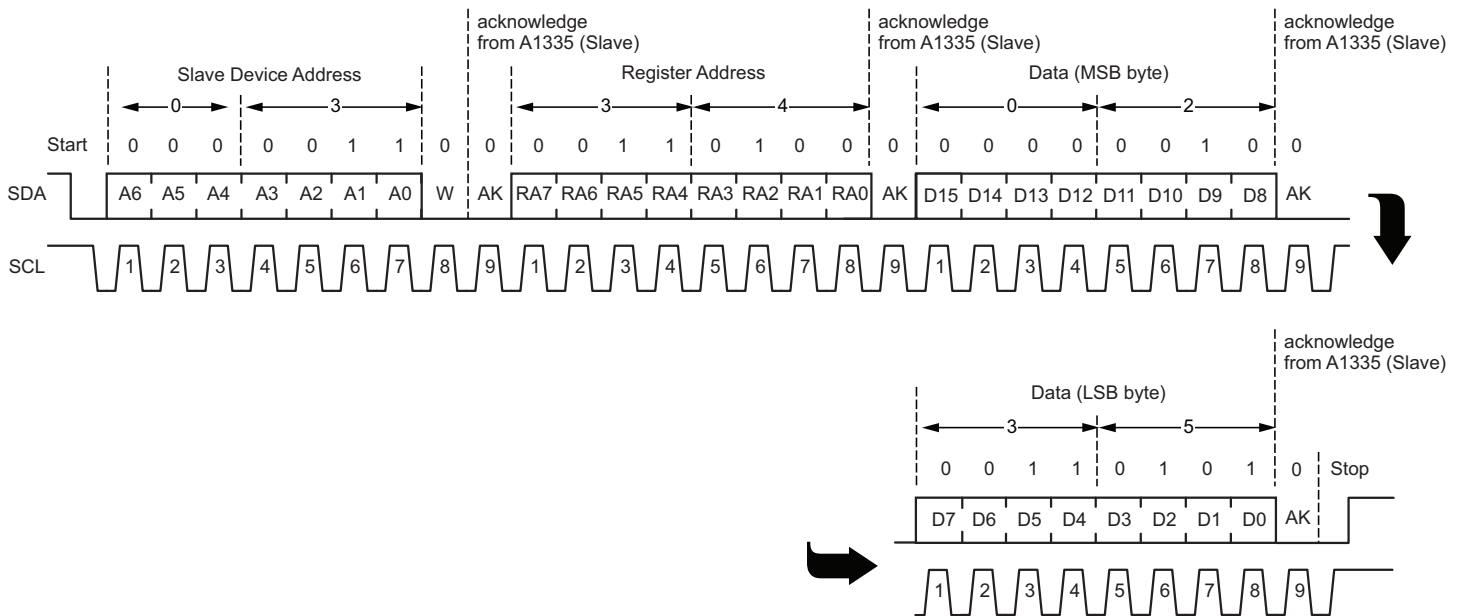 acknowledge acknowledge acknowledge
from A1335 (Slave) from A1335 (Slave) from A1335 (Slave)
Slave Device Address Register Address Data (MSB byte)
0 3 3 4 0 2
Start 0 0 0 0 0 1 1 0 0 0 0 1 1 0 1 0 0 0 0 0 0 0 0 0 1 0 0
SDA A6 A5 A4 A3 A2 A1 A0 W AK RA7 RA6 RA5 RA4 RA3 RA2 RA1 RA0 AK D15 D14 D13 D12 D11 D10 D9 D8 AK
SCL 1 2 3 4 5 6 7 8 9 1 2 3 4 5 6 7 8 9 1 2 3 4 5 6 7 8 9
acknowledge
from A1335 (Slave)
Data (LSB byte)
3 5
0 0 1 1 0 1 0 1 0 Stop
D7 D6 D5 D4 D3 D2 D1 D0 AK
1 2 3 4 5 6 7 8 9